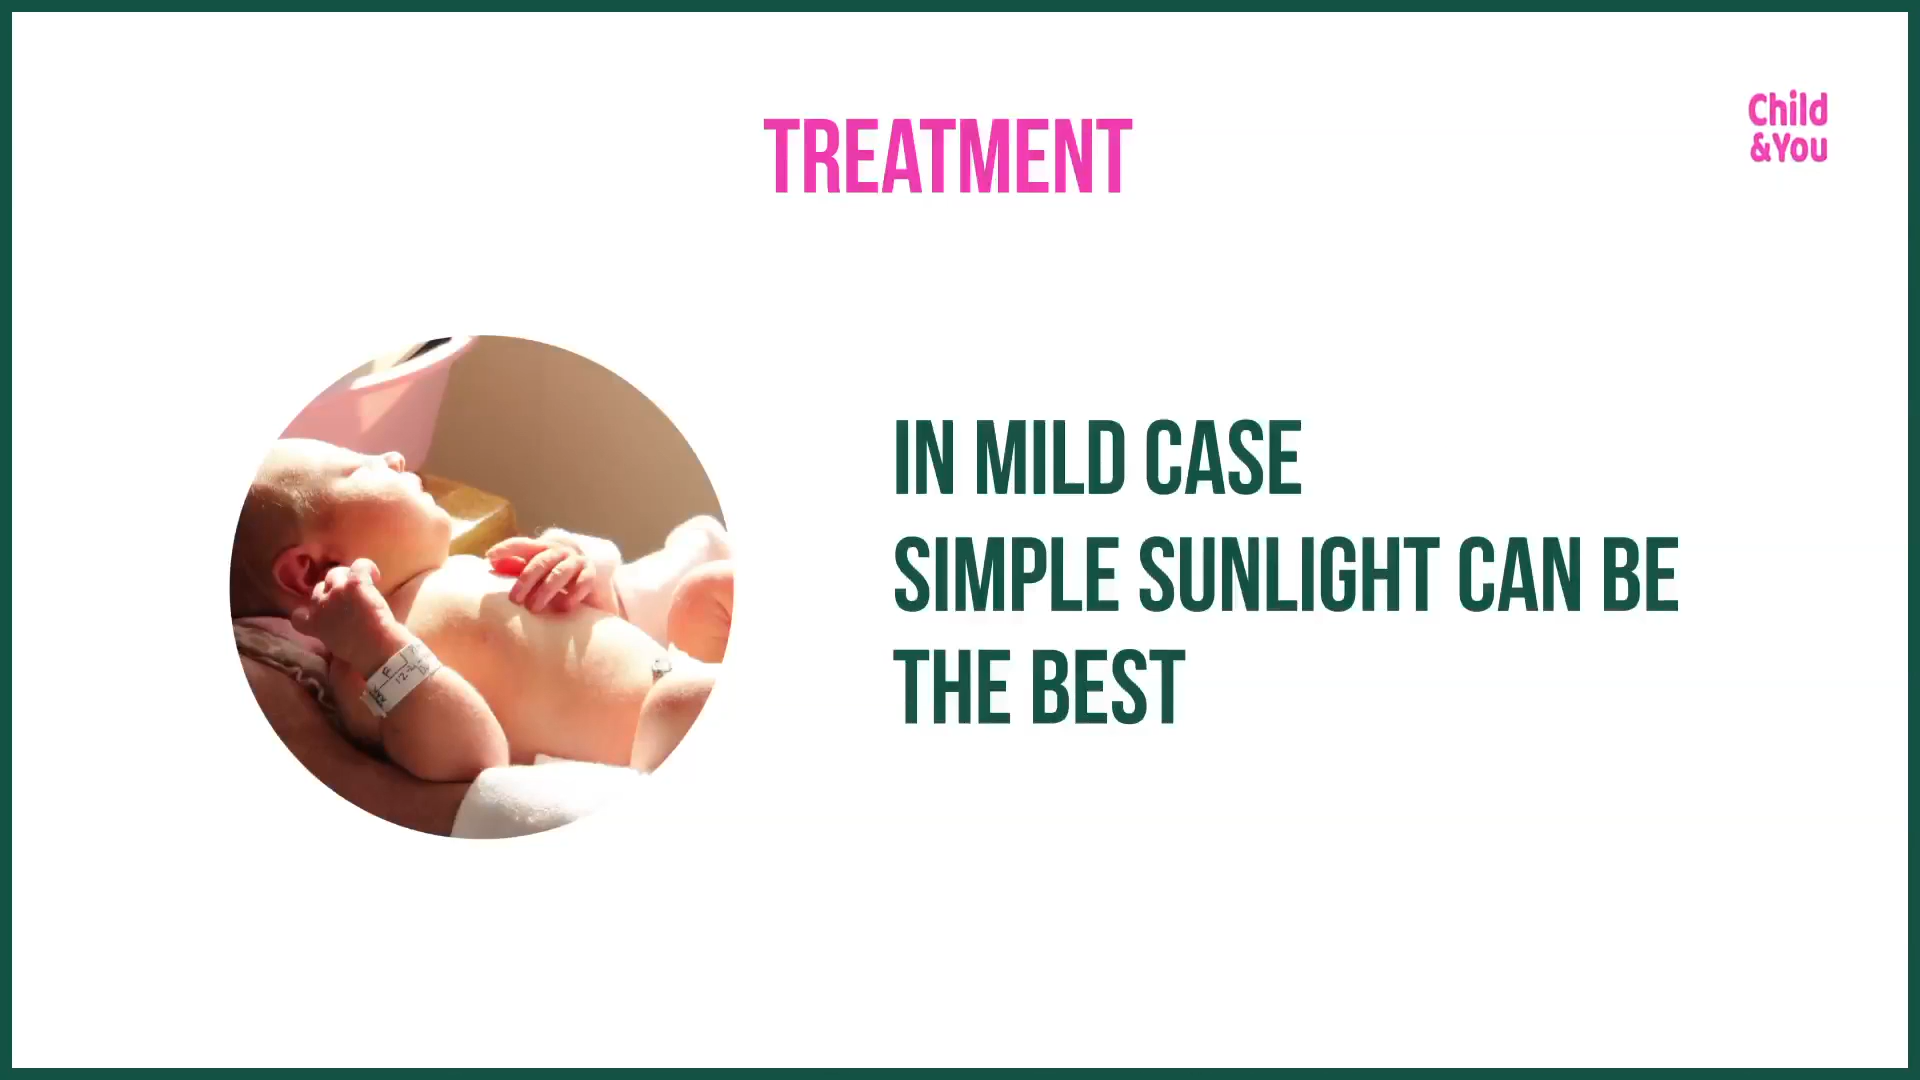 TREATMENT
Child
&You
IN MILD CASE
SIMPLE SUNLIGHT CAN BE
THE BEST